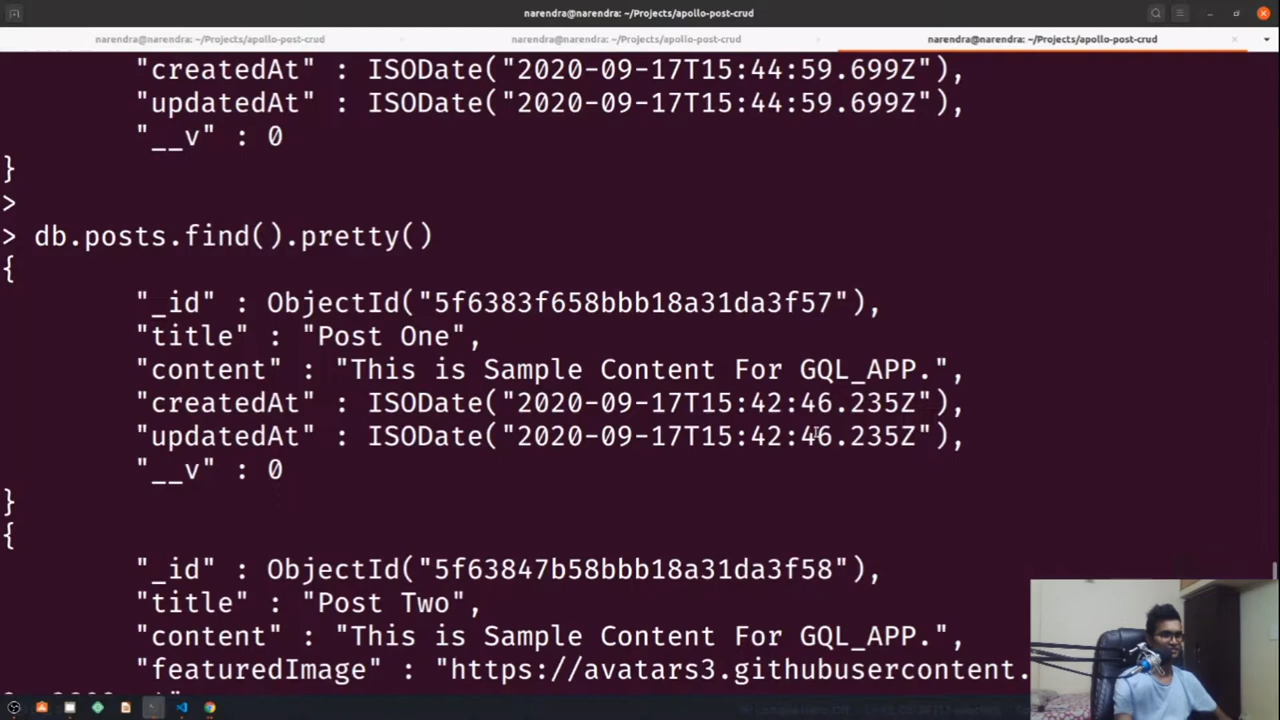 narendra@narendra: ~/Projects/apollo-post-crud
narendra@narendra: ~/Projects/apollo-post-crud
narendra@narendra: ~/Projects/apollo-post-crud
narendra@narendra: ~/Projects/apollo-post-crud
"createdAt" : ISODate("2020-09-17T15:44:59.699Z"),
"updatedAt" : ISODate("2020-09-17T15:44:59.699Z"),
"__v" : 0
}
>
> db.posts.find().pretty()
{
"_id" : ObjectId("5f6383f658bbb18a31da3f57"),
"title" : "Post One",
"content" : "This is Sample Content For GQL_APP.",
"createdAt" : ISODate("2020-09-17T15:42:46.235Z"),
"updatedAt" : ISODate("2020-09-17T15:42:46.235Z"),
"__v" : 0
}
{
"_id" : ObjectId("5f63847b58bbb18a31da3f58"),
"title" : "Post Two",
"content" : "This is Sample Content For GQL_APP.",
"featuredImage" : "https://avatars3.githubusercontent.